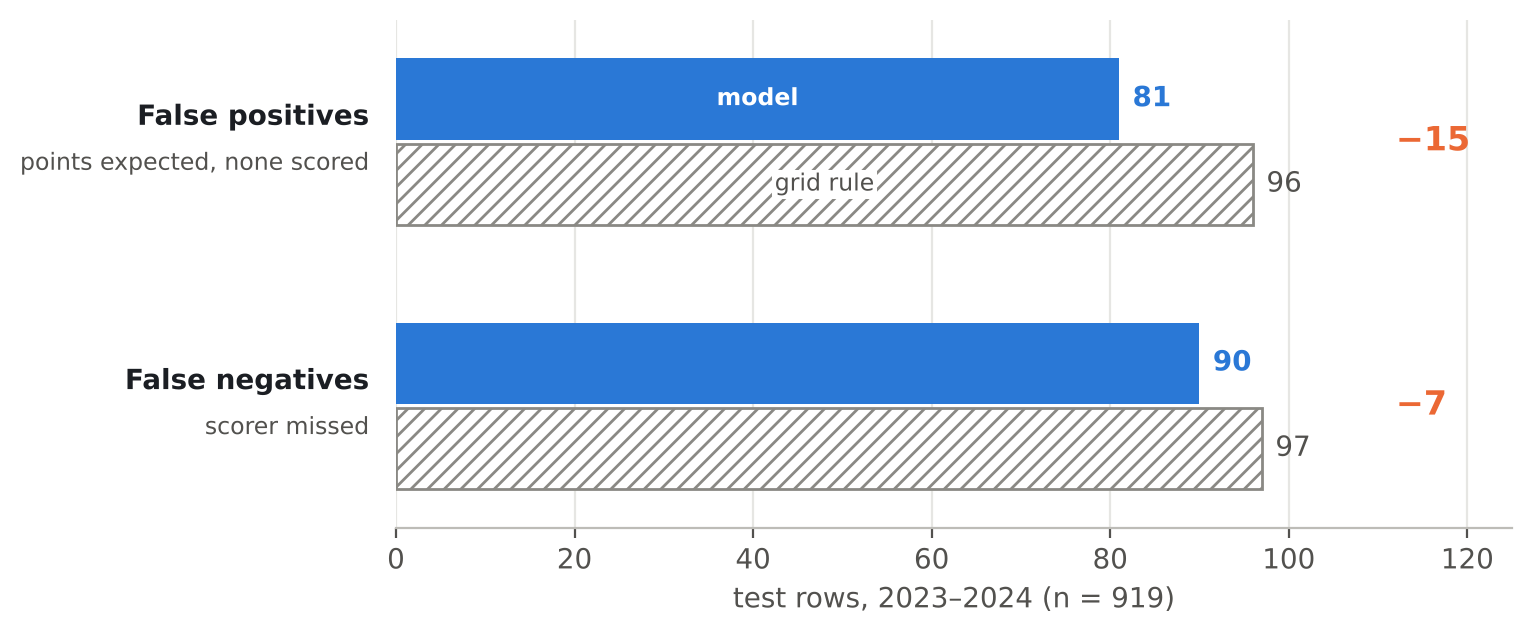 False positives
points expected, none scored
model
81
grid rule
96
−15
False negatives
scorer missed
90
97
−7
0 20 40 60 80 100 120
test rows, 2023–2024 (n = 919)